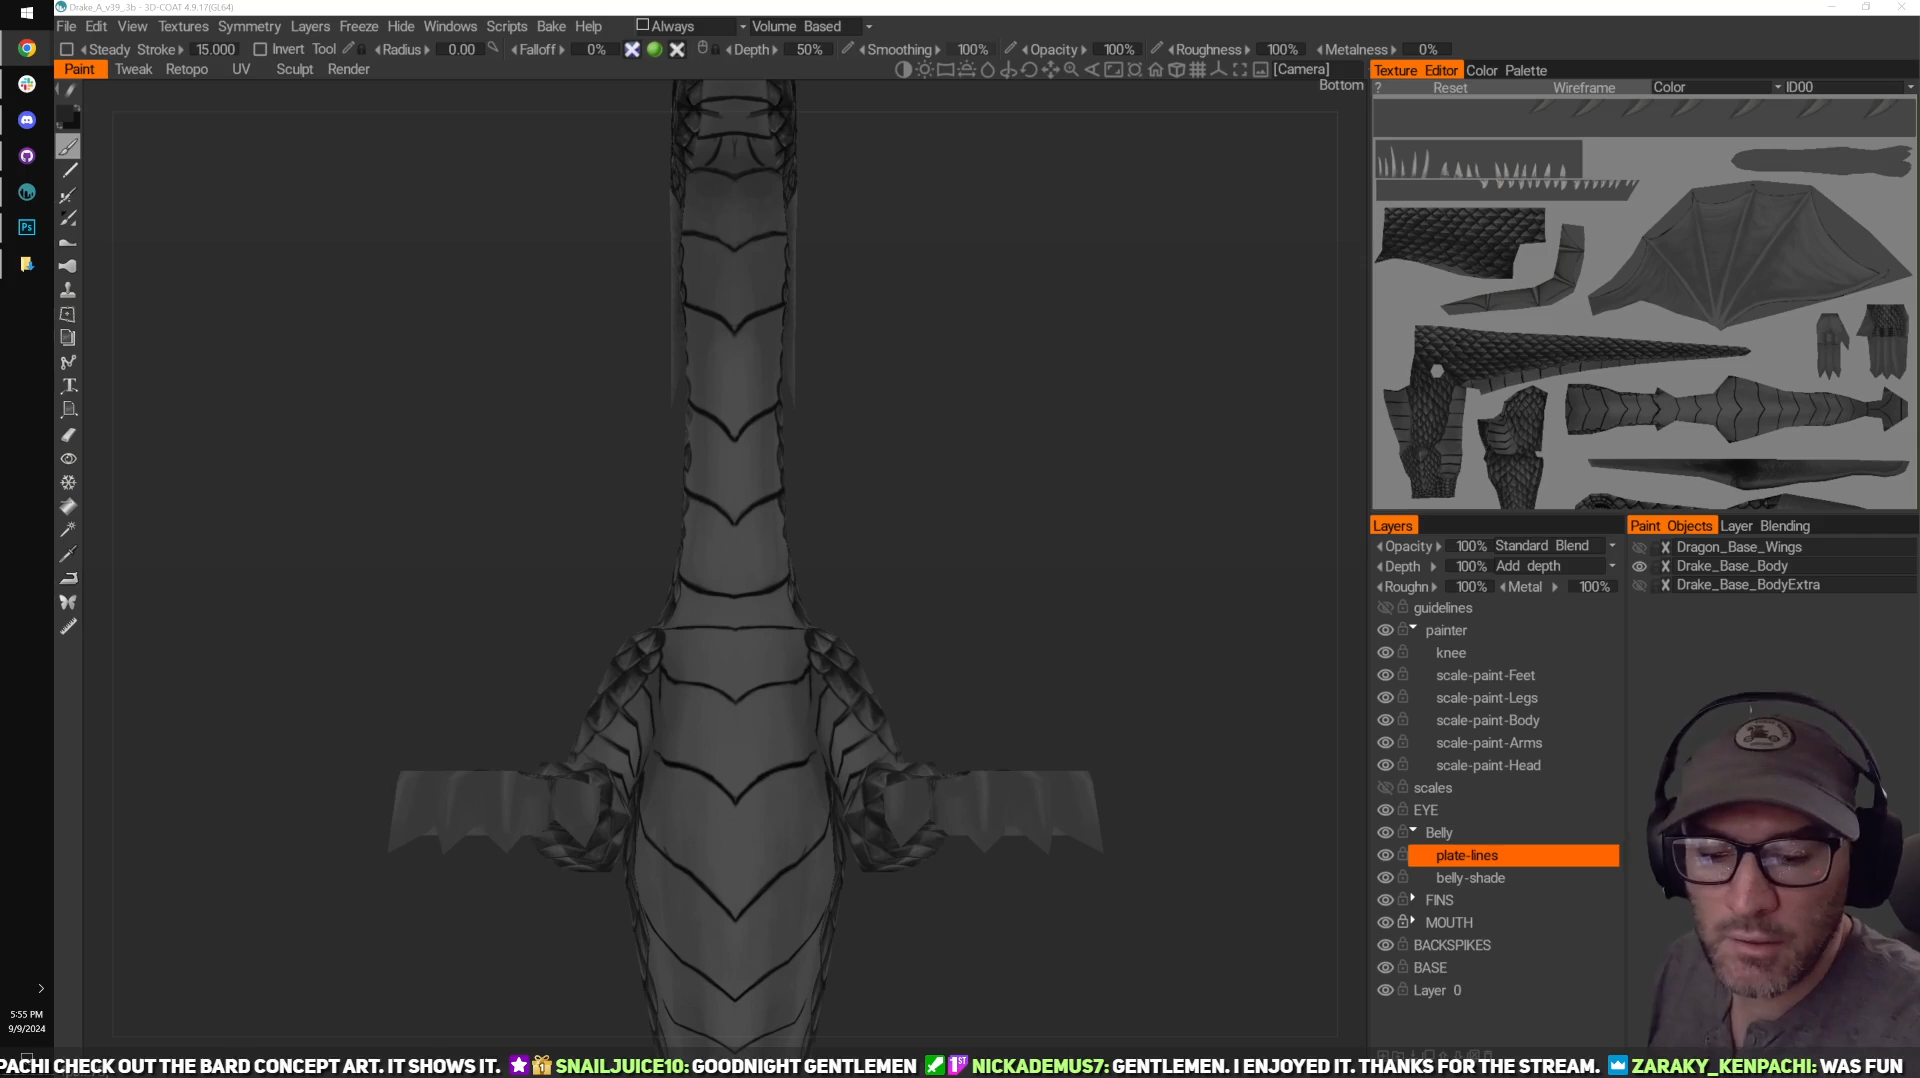 Drake_A_v39_3b - 3D-COAT 4.9.17(GL64)
File Edit View Textures Symmetry Layers Freeze Hide Windows Scripts Bake Help Always Volume Based
Steady Stroke 15.000 Invert Tool Radius 0.00 Falloff 0% Depth 50% Smoothing 100% Opacity 100% Roughness 100% Metalness 0%
Paint Tweak Retopo UV Sculpt Render [Camera] Texture Editor Color Palette
Bottom ? Reset Wireframe Color ID00
Ps
Layers Paint Objects Layer Blending
Opacity 100% Standard Blend Dragon_Base_Wings
Depth 100% Add depth Drake_Base_Body
Roughn 100% Metal 100% Drake_Base_BodyExtra
guidelines
painter
knee
scale-paint-Feet
scale-paint-Legs
scale-paint-Body
scale-paint-Arms
scale-paint-Head
scales
EYE
Belly
plate-lines
belly-shade
FINS
MOUTH
BACKSPIKES
BASE
Layer 0
5:55 PM
9/9/2024
PACHI CHECK OUT THE BARD CONCEPT ART. IT SHOWS IT. SNAILJUICE10: GOODNIGHT GENTLEMEN 1ST NICKADEMUS7: GENTLEMEN. I ENJOYED IT. THANKS FOR THE STREAM. ZARAKY_KENPACHI: WAS FUN